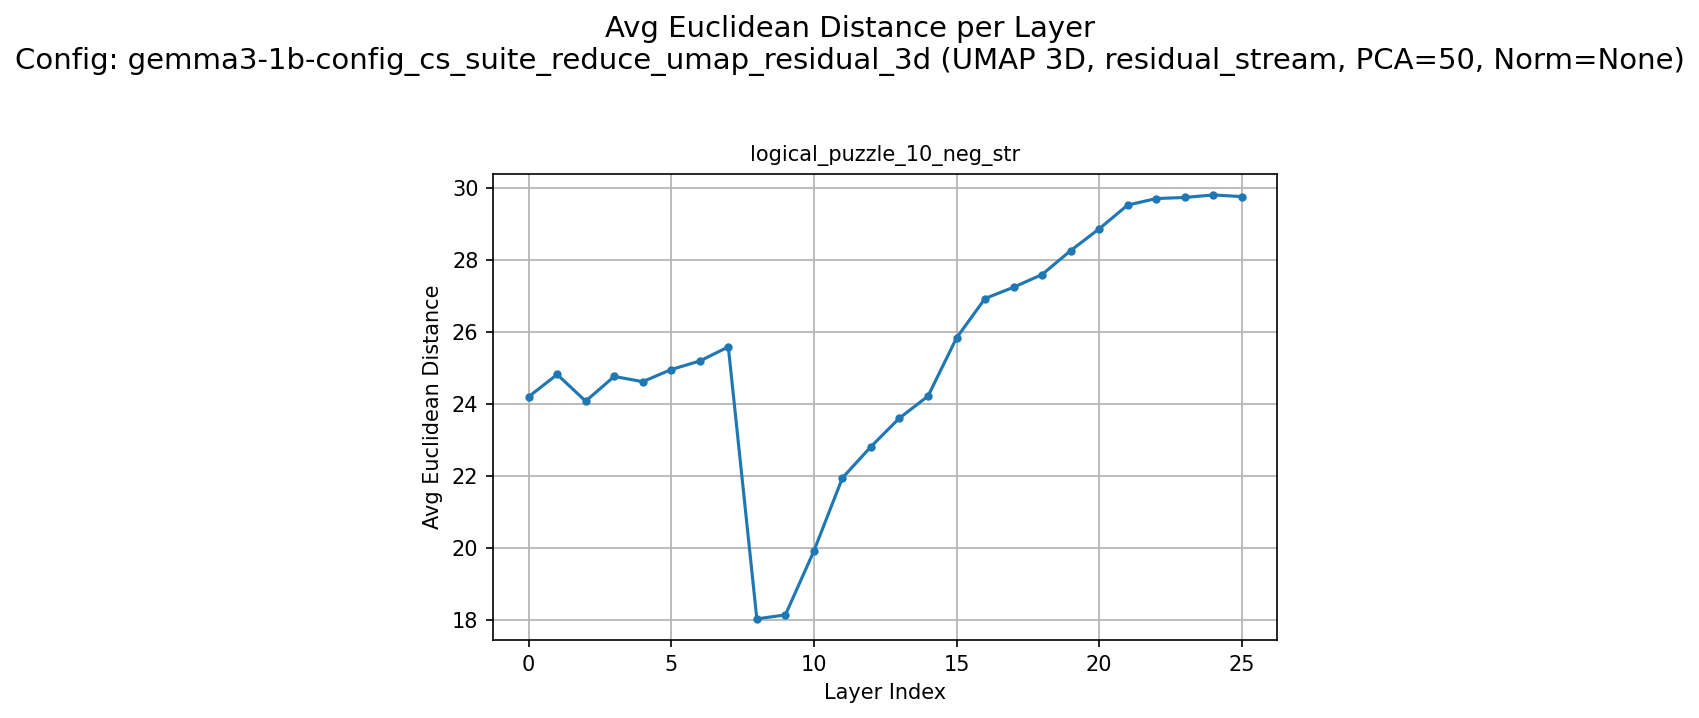 Avg Euclidean Distance per Layer
Config: gemma3-1b-config_cs_suite_reduce_umap_residual_3d (UMAP 3D, residual_stream, PCA=50, Norm=None)
logical_puzzle_10_neg_str
Avg Euclidean Distance
30
28
26
24
22
20
18
0 5 10 15 20 25
Layer Index